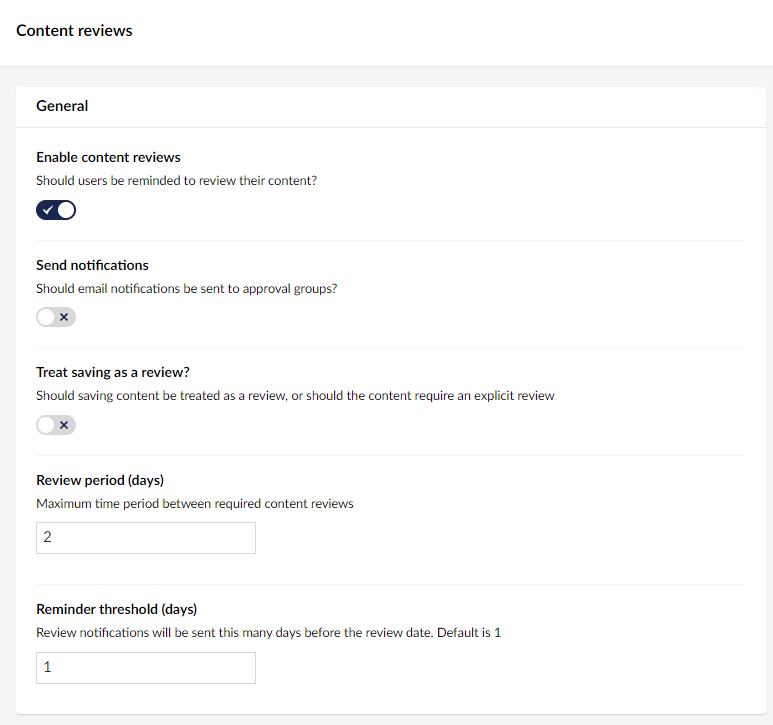 Content reviews
General
Enable content reviews
Should users be reminded to review their content?
Send notifications
Should email notifications be sent to approval groups?
Treat saving as a review?
Should saving content be treated as a review, or should the content require an explicit review
Review period (days)
Maximum time period between required content reviews
2
Reminder threshold (days)
Review notifications will be sent this many days before the review date. Default is 1
1